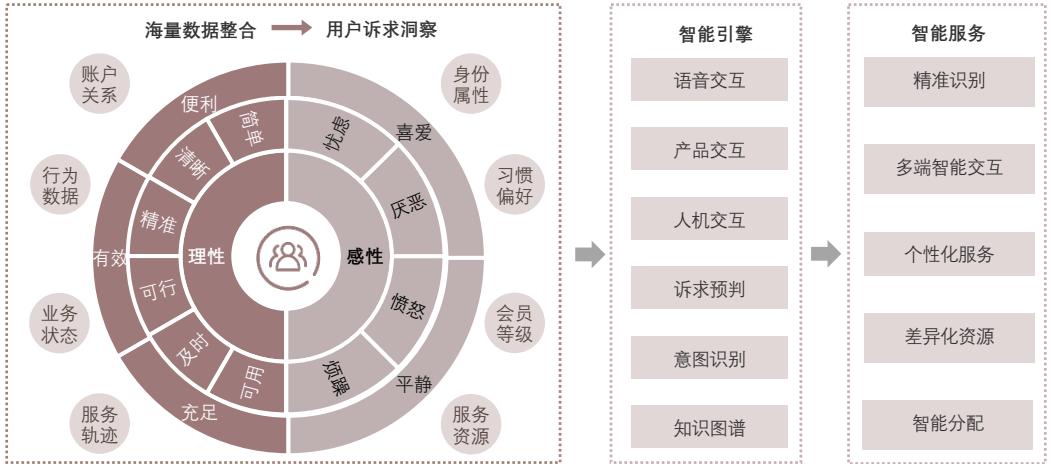 海量数据整合
用户诉求洞察
账户
关系
行为
数据
业务
状态
服务
轨迹
身份
属性
习惯
偏好
会员
等级
服务
资源
便利
有效
充足
简单
清晰
精准
可行
及时
可用
理性
感性
忧虑
厌恶
愤怒
烦躁
喜爱
平静
智能引擎
语音交互
产品交互
人机交互
诉求预判
意图识别
知识图谱
智能服务
精准识别
多端智能交互
个性化服务
差异化资源
智能分配